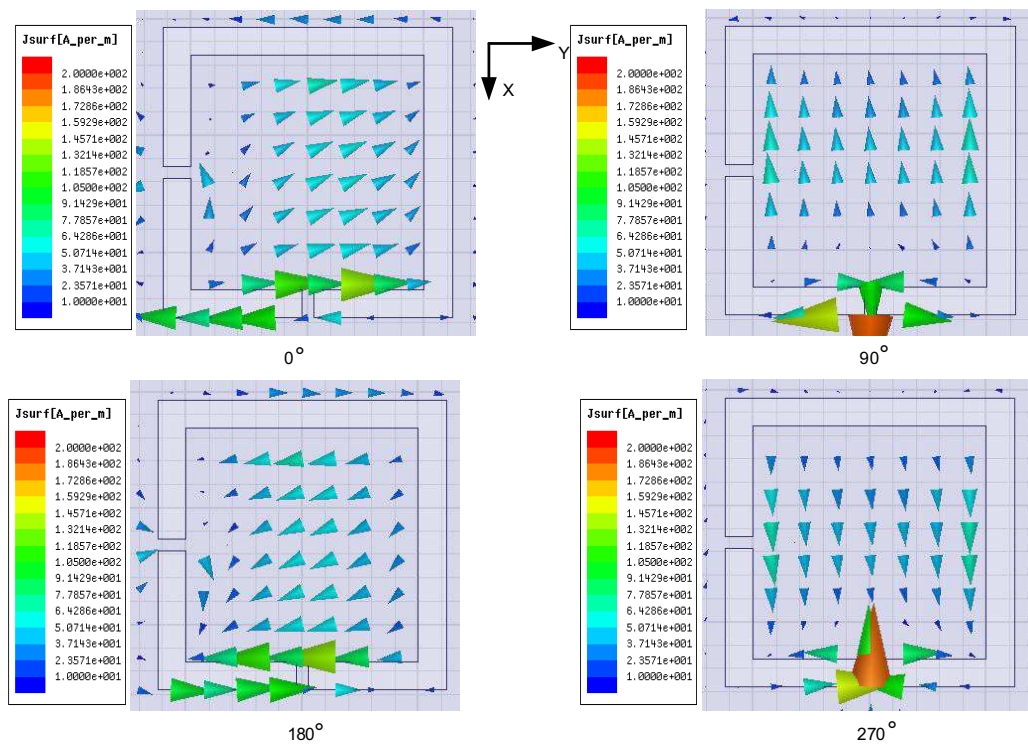 Jsurf[A_per_m]
2.0000e+002
1.8643e+002
1.7286e+002
1.5929e+002
1.4571e+002
1.3214e+002
1.1857e+002
1.0500e+002
9.1429e+001
7.7857e+001
6.4286e+001
5.0714e+001
3.7143e+001
2.3571e+001
1.0000e+001
0°
Y
X
Jsurf[A_per_m]
2.0000e+002
1.8643e+002
1.7286e+002
1.5929e+002
1.4571e+002
1.3214e+002
1.1857e+002
1.0500e+002
9.1429e+001
7.7857e+001
6.4286e+001
5.0714e+001
3.7143e+001
2.3571e+001
1.0000e+001
90°
Jsurf[A_per_m]
2.0000e+002
1.8643e+002
1.7286e+002
1.5929e+002
1.4571e+002
1.3214e+002
1.1857e+002
1.0500e+002
9.1429e+001
7.7857e+001
6.4286e+001
5.0714e+001
3.7143e+001
2.3571e+001
1.0000e+001
180°
Jsurf[A_per_m]
2.0000e+002
1.8643e+002
1.7286e+002
1.5929e+002
1.4571e+002
1.3214e+002
1.1857e+002
1.0500e+002
9.1429e+001
7.7857e+001
6.4286e+001
5.0714e+001
3.7143e+001
2.3571e+001
1.0000e+001
270°